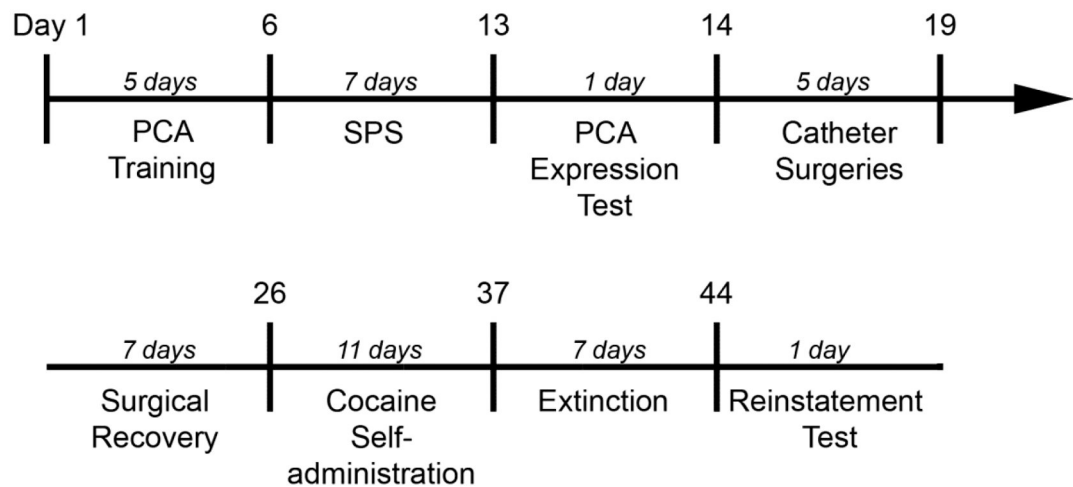 Day 1 6 13 14 19
5 days 7 days 1 day 5 days
PCA SPS PCA Catheter
Training Expression Surgeries
Test
26 37 44
7 days 11 days 7 days 1 day
Surgical Cocaine Extinction Reinstatement
Recovery Self- Test
administration